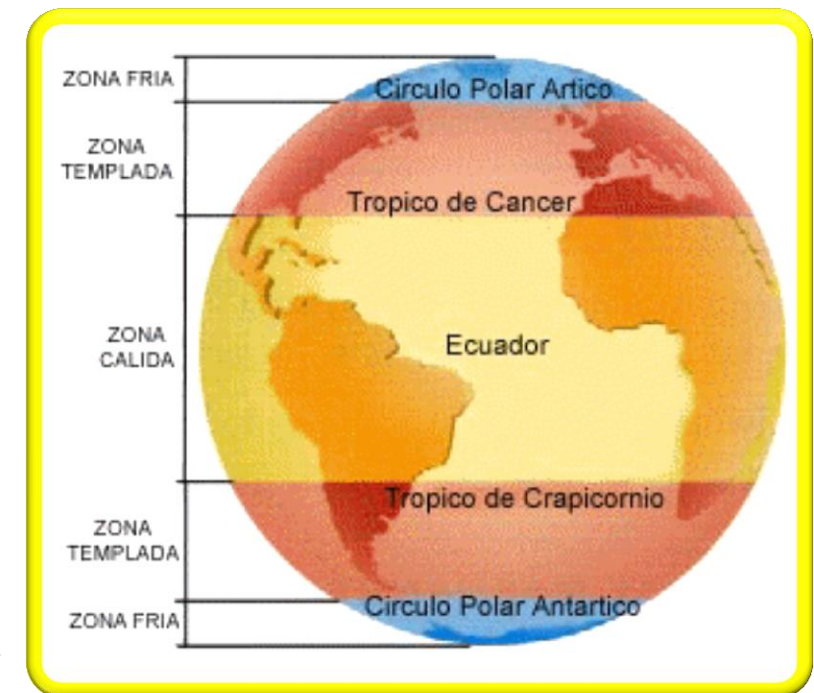 ZONA FRIA
Circulo Polar Artico
ZONA
TEMPLADA
Tropico de Cancer
ZONA
CALIDA
Ecuador
Tropico de Crapicornio
ZONA
TEMPLADA
Circulo Polar Antartico
ZONA FRIA